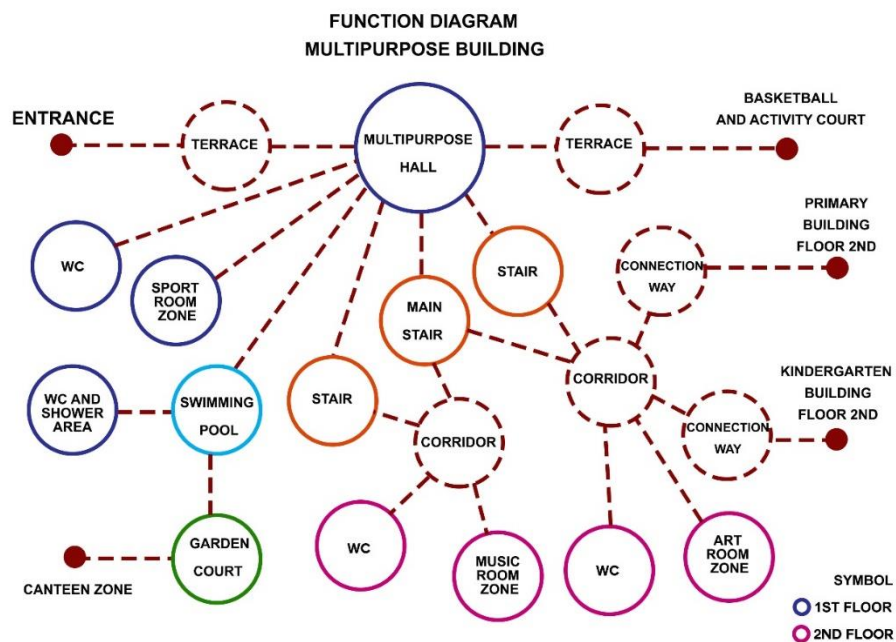 FUNCTION DIAGRAM
MULTIPURPOSE BUILDING
ENTRANCE
TERRACE
MULTIPURPOSE
HALL
TERRACE
BASKETBALL
AND ACTIVITY COURT
WC
SPORT
ROOM
ZONE
MAIN
STAIR
STAIR
CONNECTION
WAY
PRIMARY
BUILDING
FLOOR 2ND
WC AND
SHOWER
AREA
SWIMMING
POOL
STAIR
CORRIDOR
CORRIDOR
CONNECTION
WAY
KINDERGARTEN
BUILDING
FLOOR 2ND
CANTEEN ZONE
GARDEN
COURT
WC
MUSIC
ROOM
ZONE
WC
ART
ROOM
ZONE
SYMBOL
1ST FLOOR
2ND FLOOR